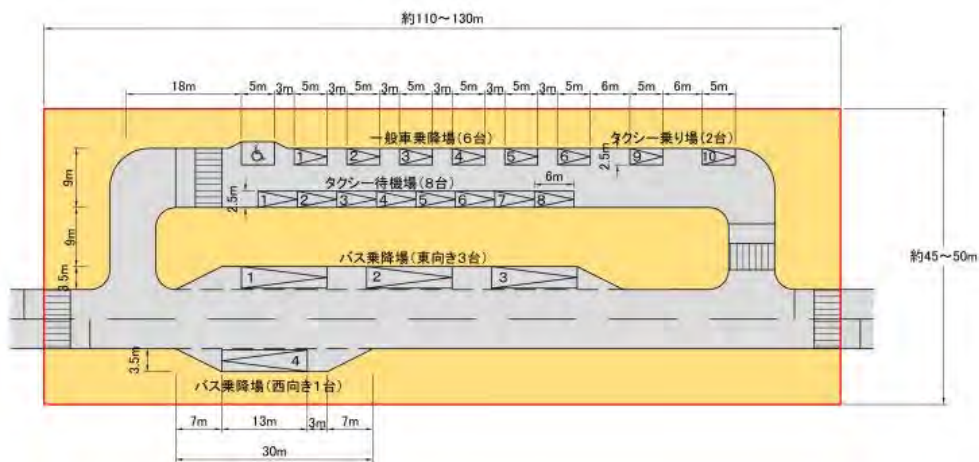 約110～130m
18m 5m 3m 5m 3m 5m 3m 5m 3m 5m 3m 5m 3m 5m 6m 5m 6m 5m
一般車乗降場(6台) タクシー乗り場(2台)
1 2 3 4 5 6 9 10
2.5m
9m
タクシー待機場(8台)
6m
2.5m
1 2 3 4 5 6 7 8
9m
バス乗降場(東向き3台)
約45～50m
3.5m
1 2 3
3.5m
4
バス乗降場(西向き1台)
7m 13m 3m 7m
30m